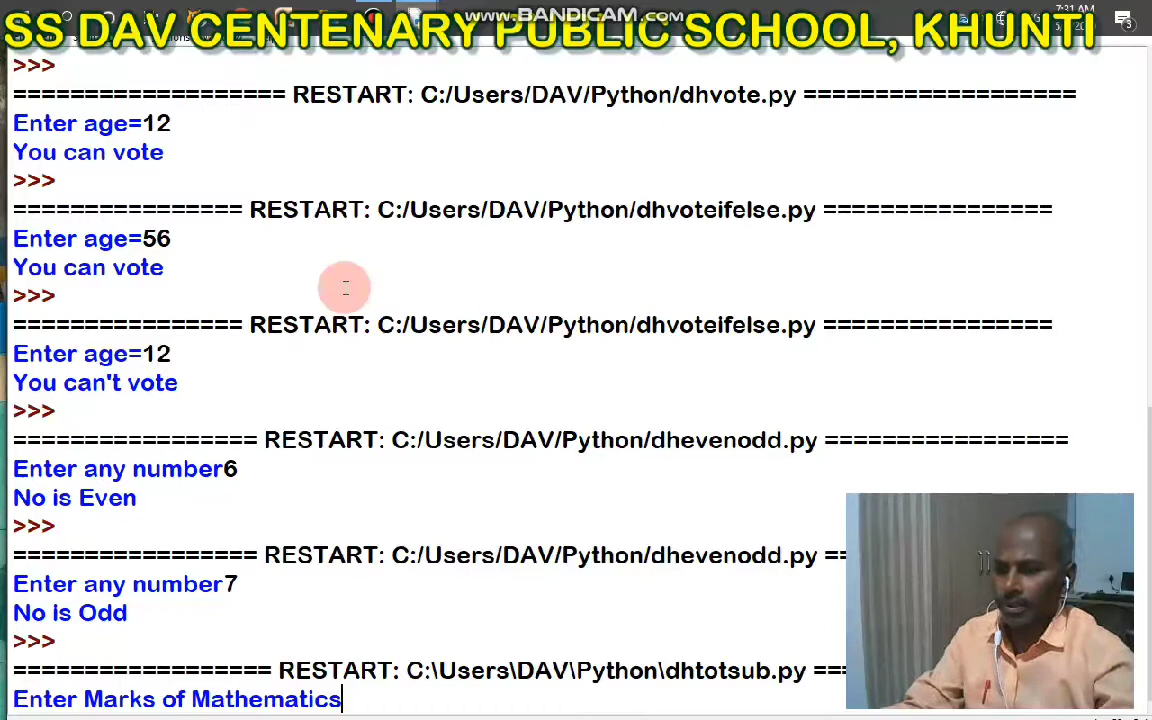 www.BANDICAM.com
7:31 AM
3
SS DAV CENTENARY PUBLIC SCHOOL, KHUNTI
>>>
=================== RESTART: C:/Users/DAV/Python/dhvote.py ===================
Enter age=12
You can vote
>>>
================ RESTART: C:/Users/DAV/Python/dhvoteifelse.py ================
Enter age=56
You can vote
>>>
================ RESTART: C:/Users/DAV/Python/dhvoteifelse.py ================
Enter age=12
You can't vote
>>>
================= RESTART: C:/Users/DAV/Python/dhevenodd.py =================
Enter any number6
No is Even
>>>
================= RESTART: C:/Users/DAV/Python/dhevenodd.py ==
Enter any number7
No is Odd
>>>
================== RESTART: C:\Users\DAV\Python\dhtotsub.py ===
Enter Marks of Mathematics